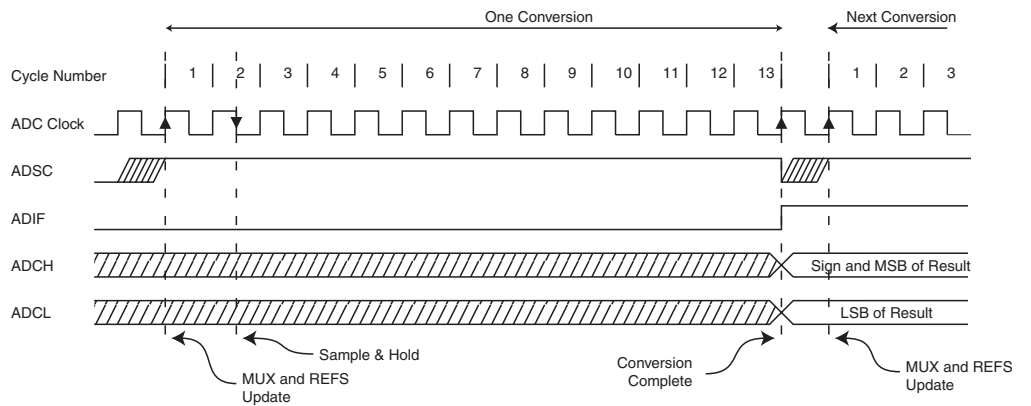 One Conversion
Next Conversion
Cycle Number
1 2 3 4 5 6 7 8 9 10 11 12 13 1 2 3
ADC Clock
ADSC
ADIF
ADCH
Sign and MSB of Result
ADCL
LSB of Result
Sample & Hold
MUX and REFS
Update
Conversion
Complete
MUX and REFS
Update